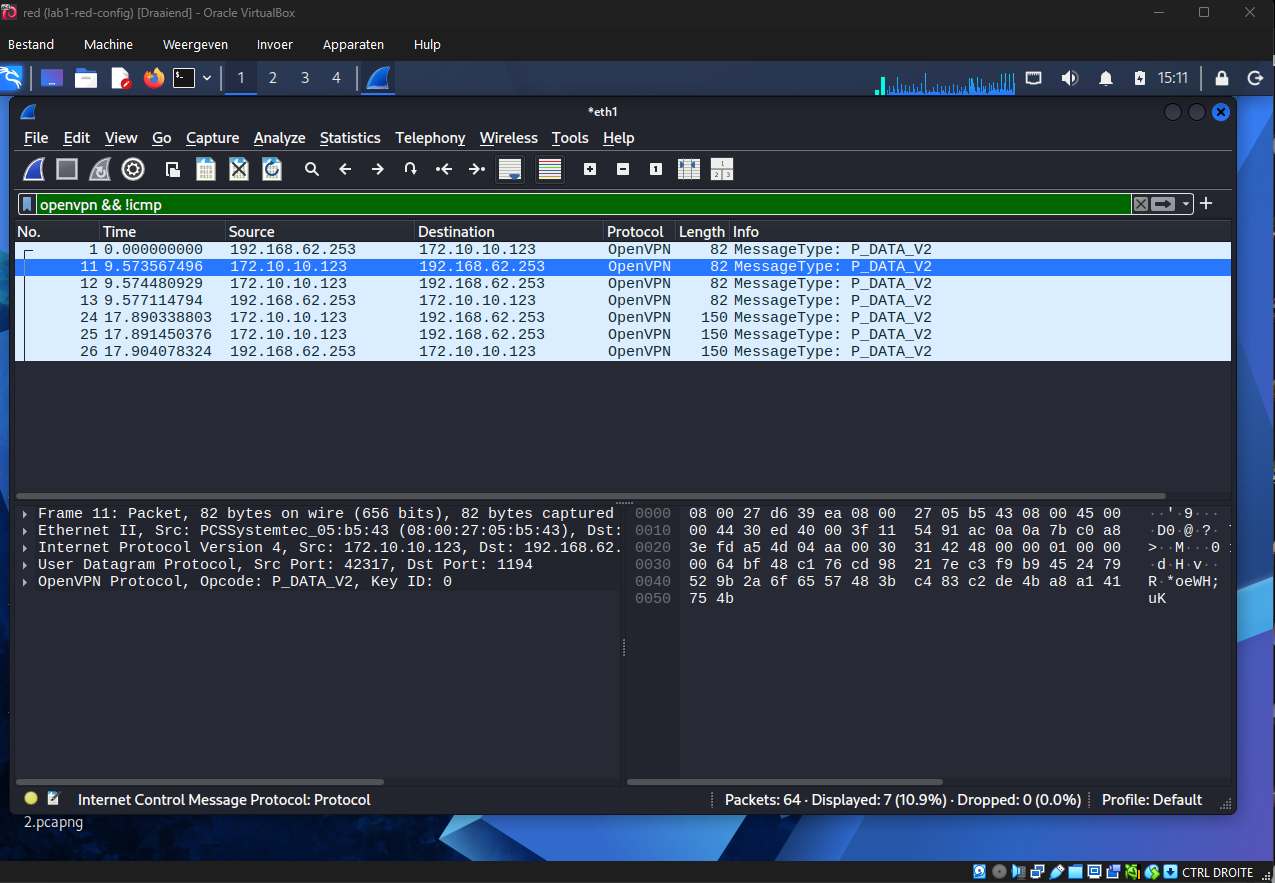 red (lab1-red-config) [Draaiend] - Oracle VirtualBox
Bestand Machine Weergeven Invoer Apparaten Hulp
1 2 3 4 15:11
*eth1
File Edit View Go Capture Analyze Statistics Telephony Wireless Tools Help
openvpn && !icmp
No. Time Source Destination Protocol Length Info
1 0.000000000 192.168.62.253 172.10.10.123 OpenVPN 82 MessageType: P_DATA_V2
11 9.573567496 172.10.10.123 192.168.62.253 OpenVPN 82 MessageType: P_DATA_V2
12 9.574480929 172.10.10.123 192.168.62.253 OpenVPN 82 MessageType: P_DATA_V2
13 9.577114794 192.168.62.253 172.10.10.123 OpenVPN 82 MessageType: P_DATA_V2
24 17.890338803 172.10.10.123 192.168.62.253 OpenVPN 150 MessageType: P_DATA_V2
25 17.891450376 172.10.10.123 192.168.62.253 OpenVPN 150 MessageType: P_DATA_V2
26 17.904078324 192.168.62.253 172.10.10.123 OpenVPN 150 MessageType: P_DATA_V2
Frame 11: Packet, 82 bytes on wire (656 bits), 82 bytes captured
Ethernet II, Src: PCSSystemtec_05:b5:43 (08:00:27:05:b5:43), Dst:
Internet Protocol Version 4, Src: 172.10.10.123, Dst: 192.168.62.
User Datagram Protocol, Src Port: 42317, Dst Port: 1194
OpenVPN Protocol, Opcode: P_DATA_V2, Key ID: 0
0000 08 00 27 d6 39 ea 08 00 27 05 b5 43 08 00 45 00 ··'·9···
0010 00 44 30 ed 40 00 3f 11 54 91 ac 0a 0a 7b c0 a8 ·D0·@·?·
0020 3e fd a5 4d 04 aa 00 30 31 42 48 00 00 01 00 00 >··M···0
0030 00 64 bf 48 c1 76 cd 98 21 7e c3 f9 b9 45 24 79 ·d·H·v··
0040 52 9b 2a 6f 65 57 48 3b c4 83 c2 de 4b a8 a1 41 R·*oeWH;
0050 75 4b uK
Internet Control Message Protocol: Protocol Packets: 64 · Displayed: 7 (10.9%) · Dropped: 0 (0.0%) Profile: Default
2.pcapng
CTRL DROITE